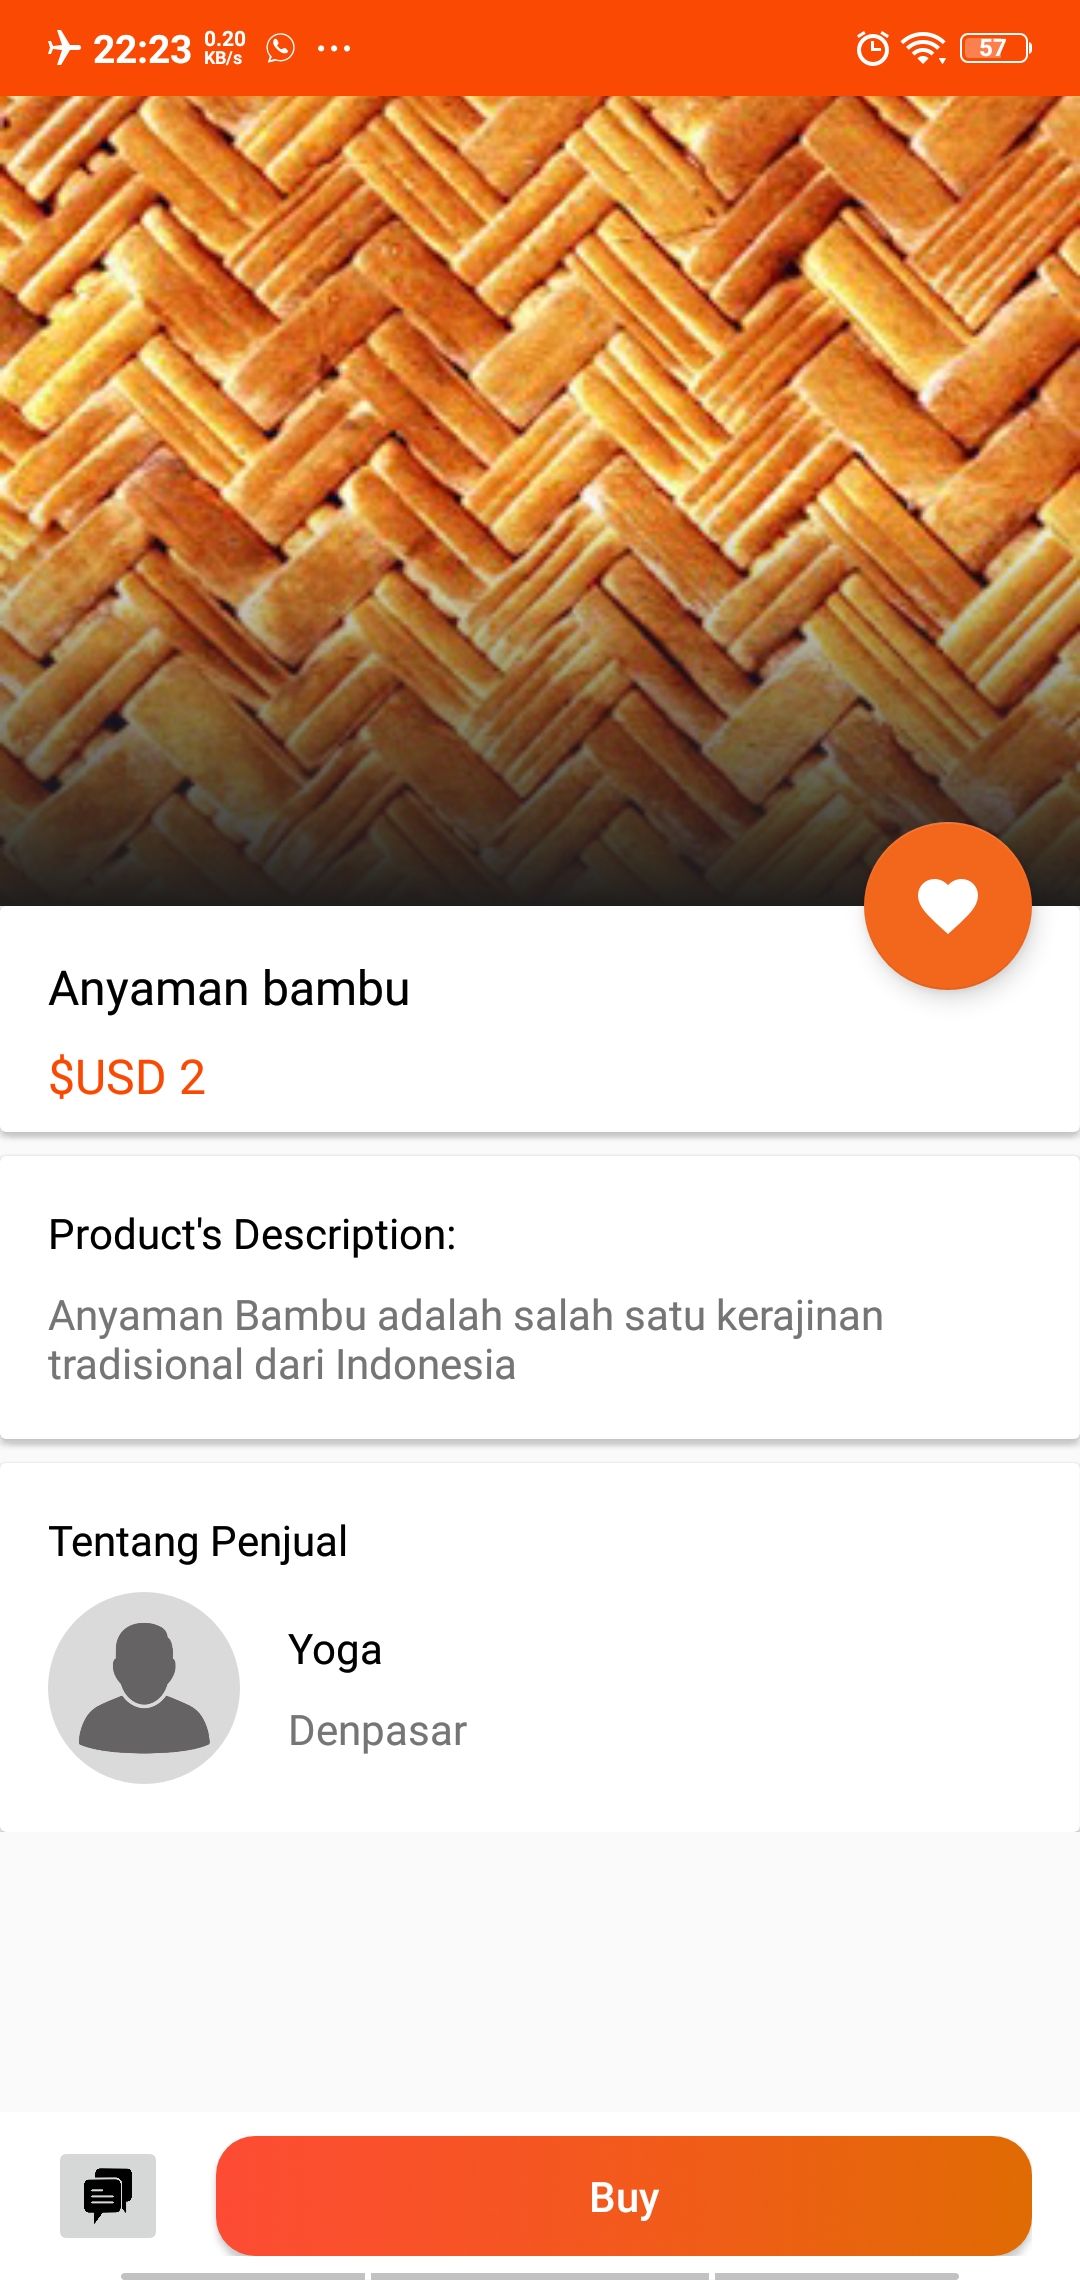 22:23 0.20 KB/s ... 57
Anyaman bambu
$USD 2
Product's Description:
Anyaman Bambu adalah salah satu kerajinan
tradisional dari Indonesia
Tentang Penjual
Yoga
Denpasar
Buy